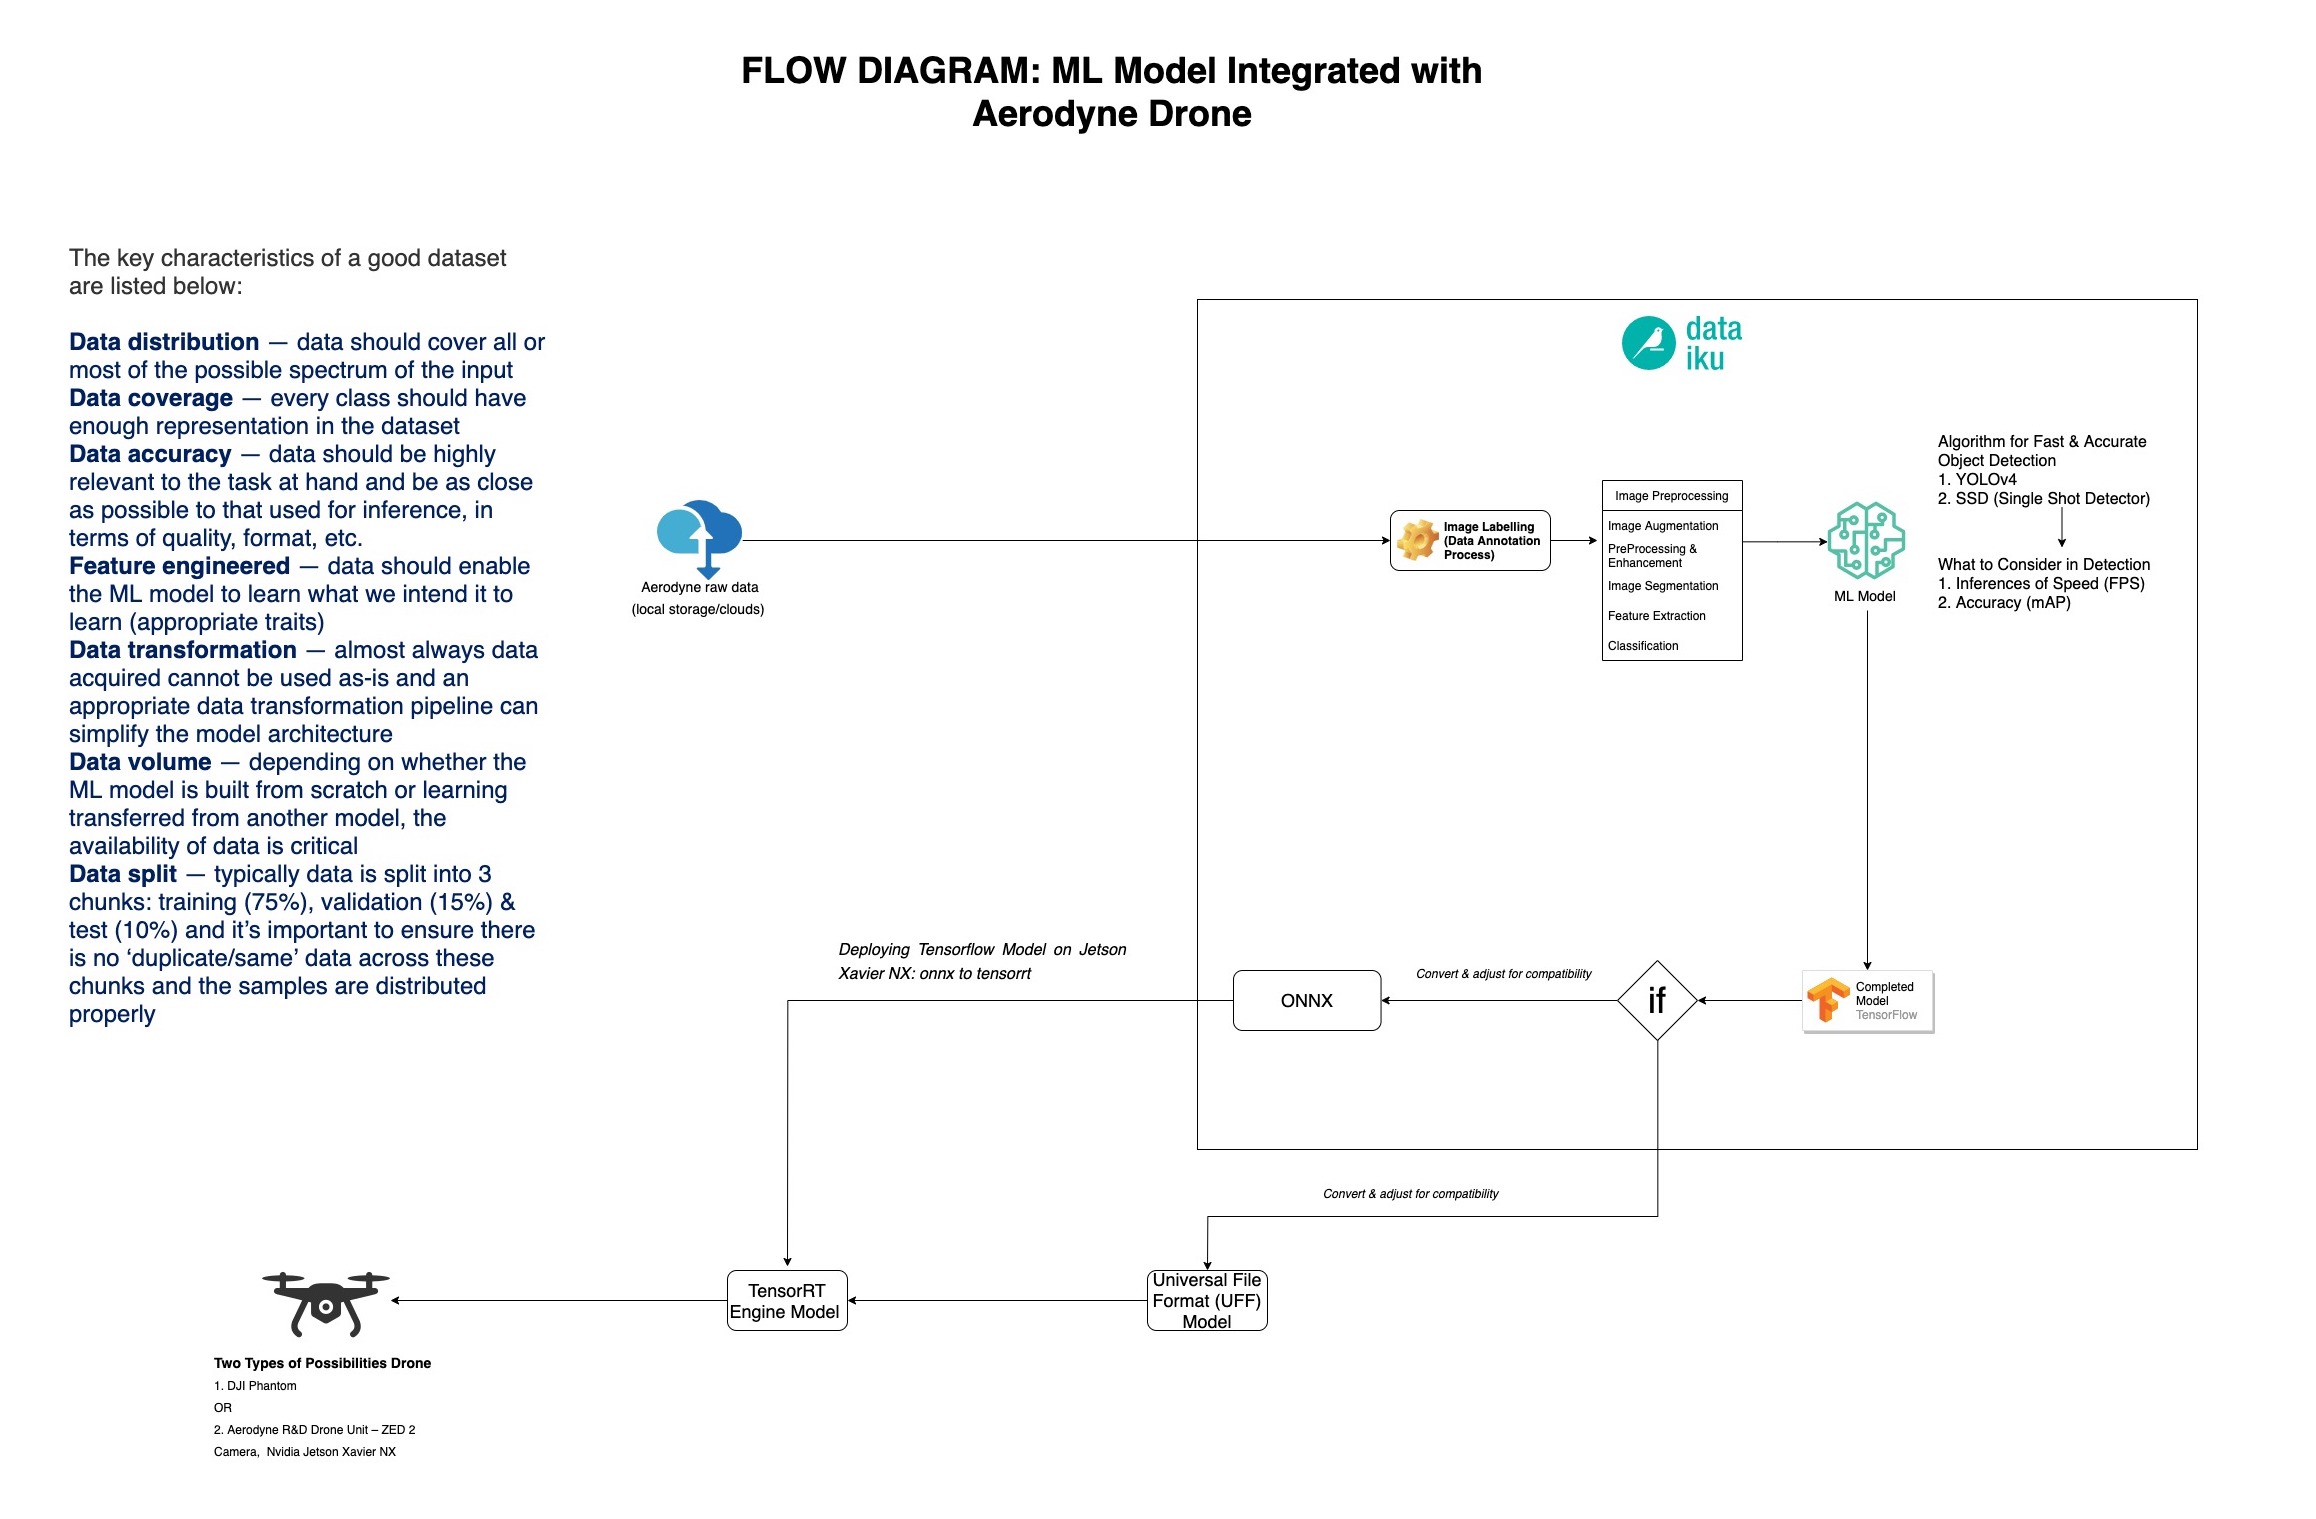 FLOW DIAGRAM: ML Model Integrated with
Aerodyne Drone
The key characteristics of a good dataset
are listed below:
Data distribution — data should cover all or
most of the possible spectrum of the input
Data coverage — every class should have
enough representation in the dataset
Data accuracy — data should be highly
relevant to the task at hand and be as close
as possible to that used for inference, in
terms of quality, format, etc.
Feature engineered — data should enable
the ML model to learn what we intend it to
learn (appropriate traits)
Data transformation — almost always data
acquired cannot be used as-is and an
appropriate data transformation pipeline can
simplify the model architecture
Data volume — depending on whether the
ML model is built from scratch or learning
transferred from another model, the
availability of data is critical
Data split — typically data is split into 3
chunks: training (75%), validation (15%) &
test (10%) and it’s important to ensure there
is no ‘duplicate/same’ data across these
chunks and the samples are distributed
properly
Aerodyne raw data
(local storage/clouds)
data
iku
Image Labelling
(Data Annotation
Process)
Image Preprocessing
Image Augmentation
PreProcessing &
Enhancement
Image Segmentation
Feature Extraction
Classification
ML Model
Algorithm for Fast & Accurate
Object Detection
1. YOLOv4
2. SSD (Single Shot Detector)
What to Consider in Detection
1. Inferences of Speed (FPS)
2. Accuracy (mAP)
Completed
Model
TensorFlow
if
Convert & adjust for compatibility
ONNX
Deploying Tensorflow Model on Jetson
Xavier NX: onnx to tensorrt
Convert & adjust for compatibility
Universal File
Format (UFF)
Model
TensorRT
Engine Model
Two Types of Possibilities Drone
1. DJI Phantom
OR
2. Aerodyne R&D Drone Unit – ZED 2
Camera, Nvidia Jetson Xavier NX